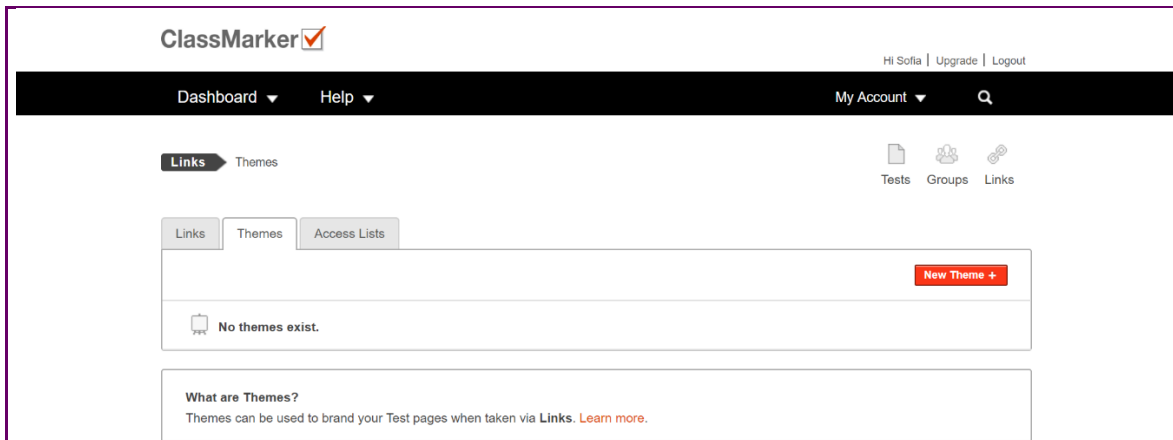 ClassMarker
Hi Sofia | Upgrade | Logout
Dashboard Help My Account
Links Themes
Tests Groups Links
Links Themes Access Lists
New Theme +
No themes exist.
What are Themes?
Themes can be used to brand your Test pages when taken via Links. Learn more.